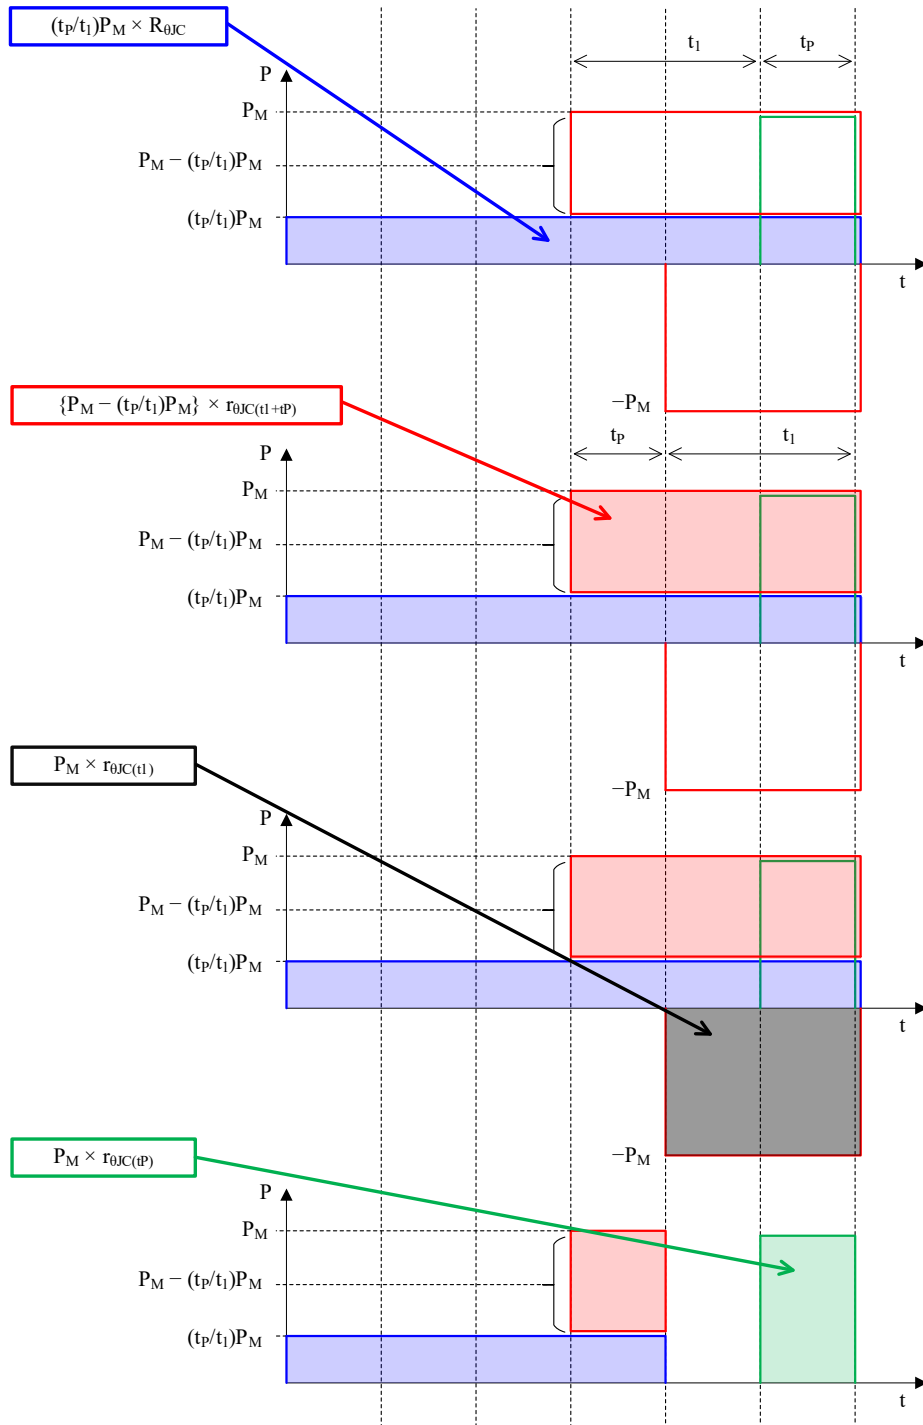 (tP/t1)PM × RθJC
t1
tP
P
PM
PM − (tP/t1)PM
(tP/t1)PM
t
−PM
{PM − (tP/t1)PM} × rθJC(t1+tP)
tP
t1
P
PM
PM − (tP/t1)PM
(tP/t1)PM
t
−PM
PM × rθJC(t1)
P
PM
PM − (tP/t1)PM
(tP/t1)PM
t
−PM
PM × rθJC(tP)
P
PM
PM − (tP/t1)PM
(tP/t1)PM
t